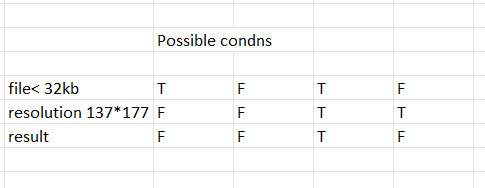 Possible condns
file< 32kb T F T F
resolution 137*177 F F T T
result F F T F